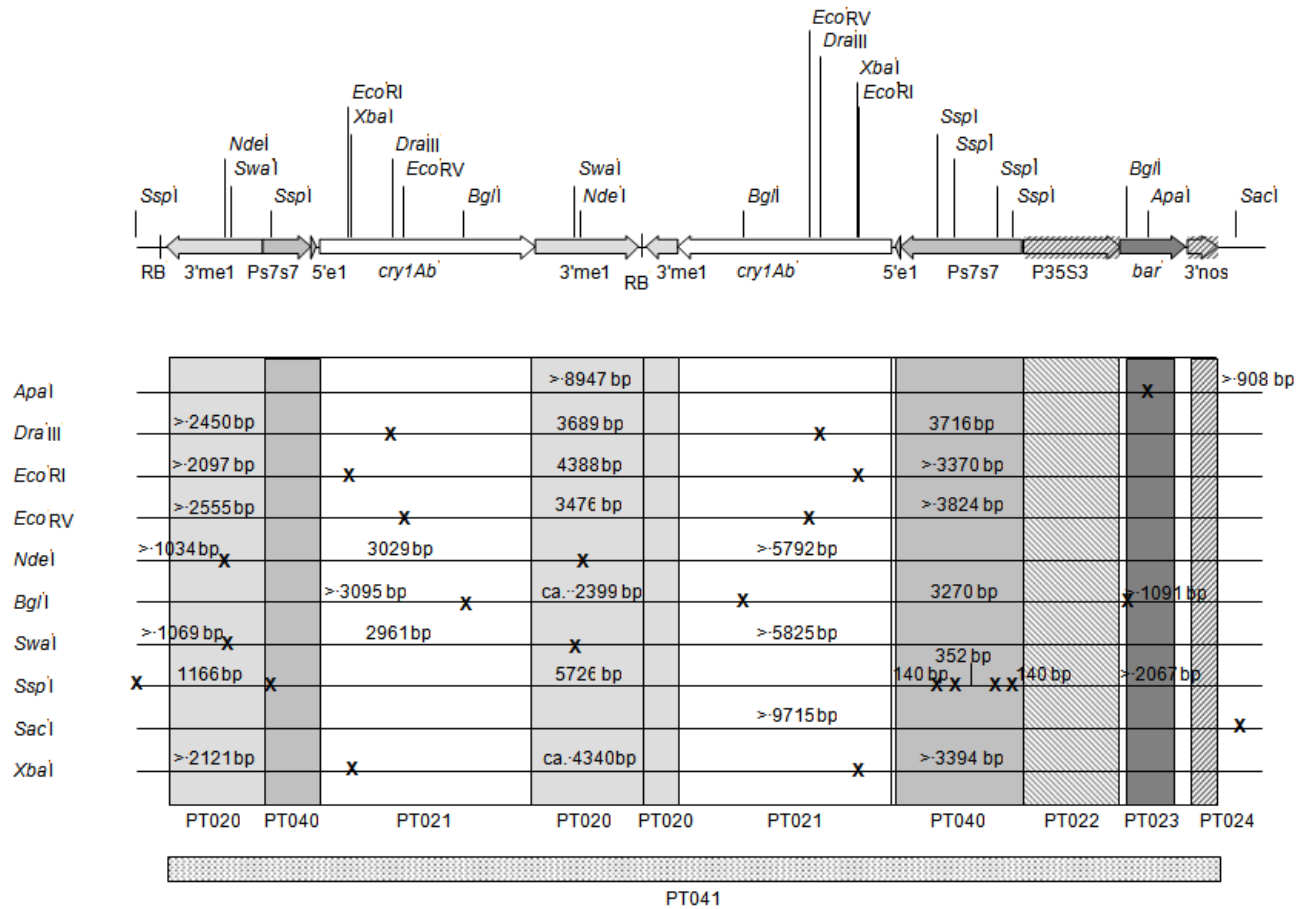 EcoRV
DraIII
XbaI
EcoRI
EcoRI
XbaI
SspI
NdeI
DraIII
SspI
SwaI
EcoRV
SwaI
SspI
BglI
SspI
SspI
BglI
NdeI
BglI
SspI
ApaI
SacI
RB
3'me1
Ps7s7
5'e1
cry1Ab
3'me1
RB
3'me1
cry1Ab
5'e1
Ps7s7
P35S3
bar
3'nos
ApaI >-8947 bp >-908 bp
DraIII >-2450 bp 3689 bp 3716 bp
EcoRI >-2097 bp 4388 bp >-3370 bp
EcoRV >-2555 bp 3476 bp >-3824 bp
NdeI >-1034 bp 3029 bp >-5792 bp
BglI >-3095 bp ca.-2399 bp 3270 bp >-1091 bp
SwaI >-1069 bp 2961 bp >-5825 bp
352 bp
SspI 1166 bp 5726 bp 140 bp 140 bp >-2067 bp
SacI >-9715 bp
XbaI >-2121 bp ca.-4340 bp >-3394 bp
PT020 PT040 PT021 PT020 PT020 PT021 PT040 PT022 PT023 PT024
PT041